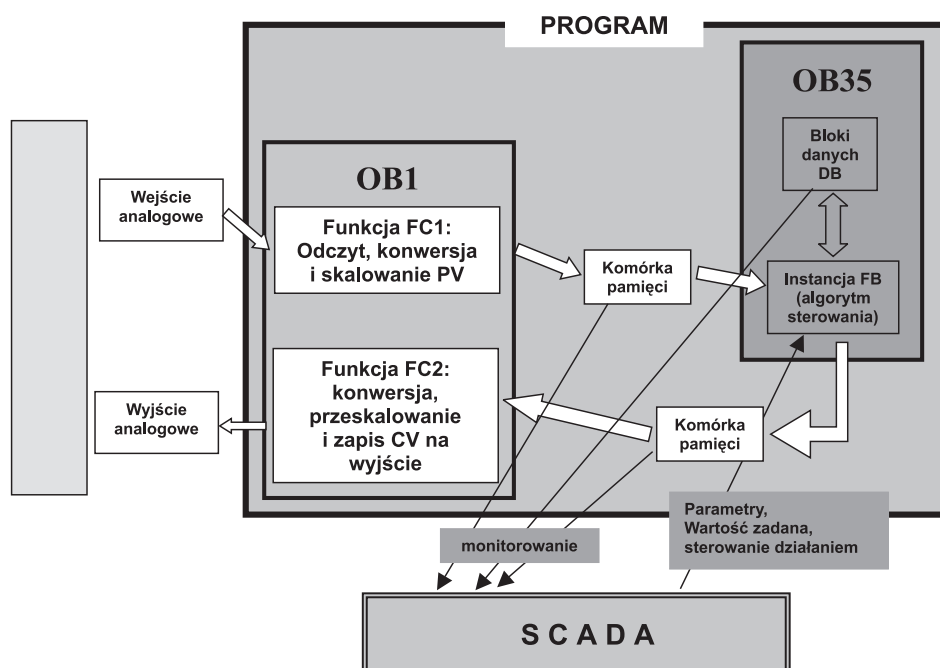 PROGRAM
OB35
Bloki
danych
DB
OB1
Wejście
analogowe
Funkcja FC1:
Odczyt, konwersja
i skalowanie PV
Komórka
pamięci
Instancja FB
(algorytm
sterowania)
Funkcja FC2:
konwersja,
przeskalowanie
i zapis CV na
wyjście
Wyjście
analogowe
Komórka
pamięci
monitorowanie
Parametry,
Wartość zadana,
sterowanie działaniem
SCADA